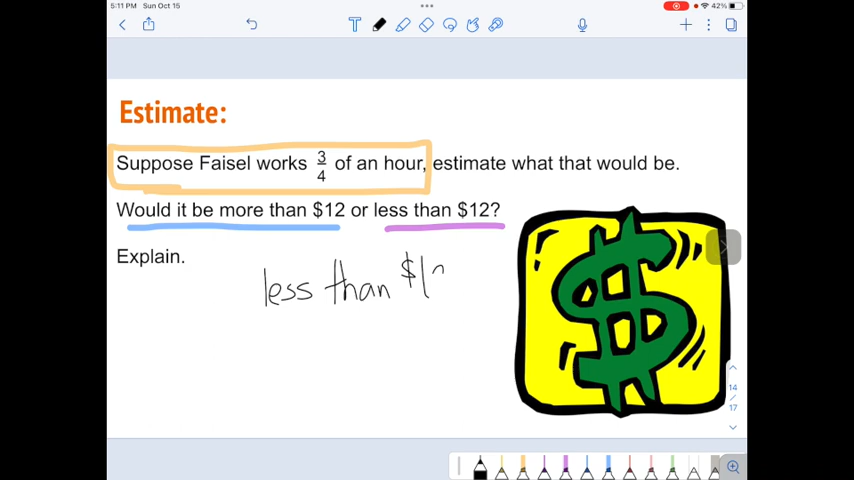 5:11 PM Sun Oct 15
42%
T
Estimate:
Suppose Faisel works 3/4 of an hour, estimate what that would be.
Would it be more than $12 or less than $12?
Explain.
less than $1
$
14
/
17